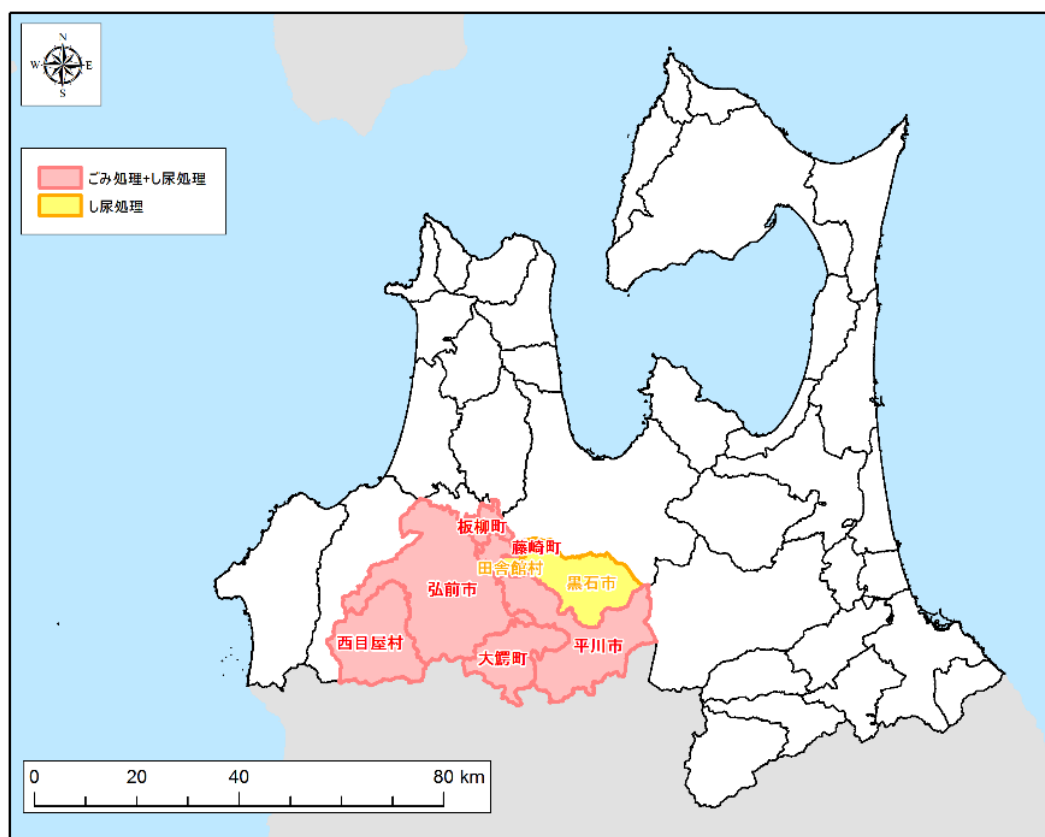 N
W E
S
ごみ処理+し尿処理
し尿処理
板柳町
藤崎町
田舎館村
黒石市
弘前市
西目屋村
大鰐町
平川市
0 20 40 80 km